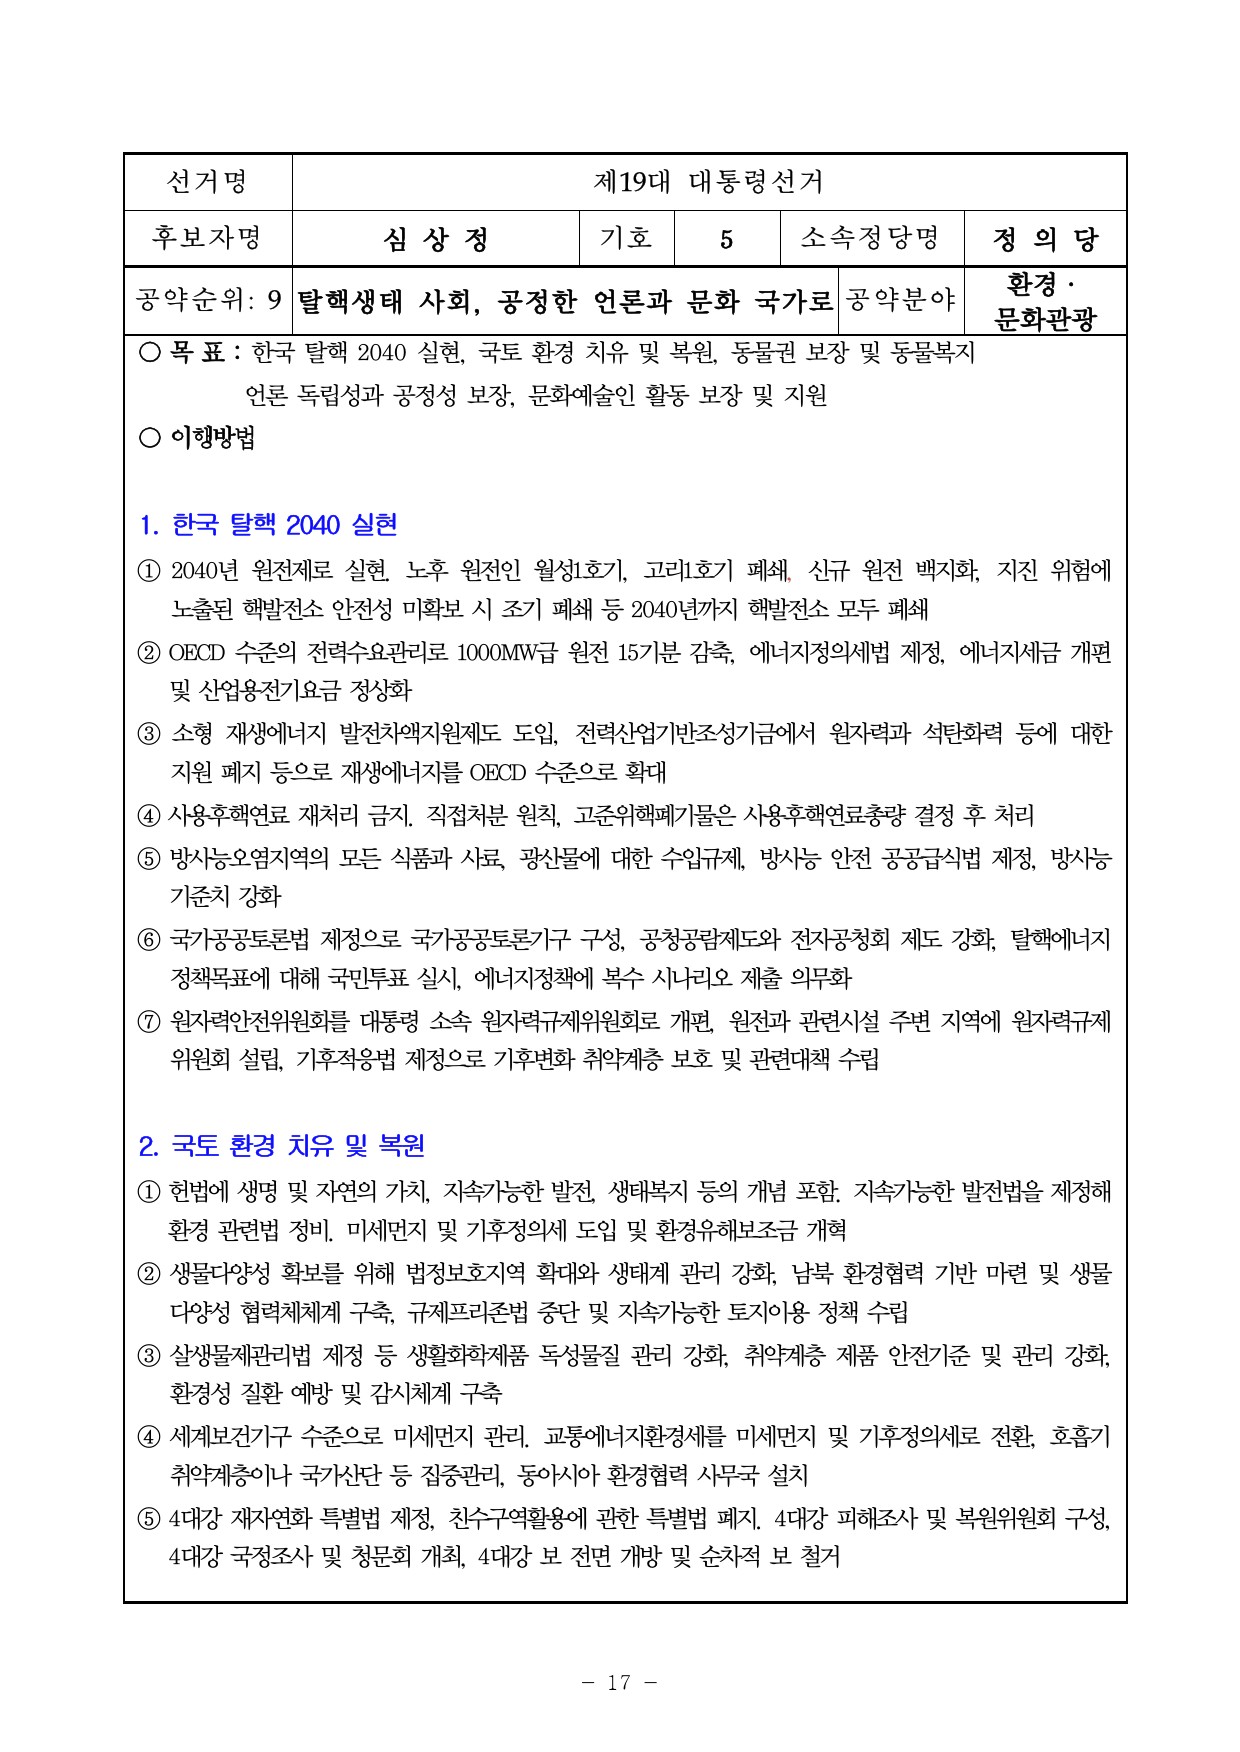 선거명 제19대 대통령선거
후보자명 심 상 정 기호 5 소속정당명 정 의 당
공약순위: 9 탈핵생태 사회, 공정한 언론과 문화 국가로 공약분야 환경 ·
문화관광
○ 목 표 : 한국 탈핵 2040 실현, 국토 환경 치유 및 복원, 동물권 보장 및 동물복지
언론 독립성과 공정성 보장, 문화예술인 활동 보장 및 지원
○ 이행방법
1. 한국 탈핵 2040 실현
① 2040년 원전제로 실현. 노후 원전인 월성1호기, 고리1호기 폐쇄, 신규 원전 백지화, 지진 위험에
노출된 핵발전소 안전성 미확보 시 조기 폐쇄 등 2040년까지 핵발전소 모두 폐쇄
② OECD 수준의 전력수요관리로 1000MW급 원전 15기분 감축, 에너지정의세법 제정, 에너지세금 개편
및 산업용전기요금 정상화
③ 소형 재생에너지 발전차액지원제도 도입, 전력산업기반조성기금에서 원자력과 석탄화력 등에 대한
지원 폐지 등으로 재생에너지를 OECD 수준으로 확대
④ 사용후핵연료 재처리 금지. 직접처분 원칙, 고준위핵폐기물은 사용후핵연료총량 결정 후 처리
⑤ 방사능오염지역의 모든 식품과 사료, 광산물에 대한 수입규제, 방사능 안전 공공급식법 제정, 방사능
기준치 강화
⑥ 국가공공토론법 제정으로 국가공공토론기구 구성, 공청공람제도와 전자공청회 제도 강화, 탈핵에너지
정책목표에 대해 국민투표 실시, 에너지정책에 복수 시나리오 제출 의무화
⑦ 원자력안전위원회를 대통령 소속 원자력규제위원회로 개편, 원전과 관련시설 주변 지역에 원자력규제
위원회 설립, 기후적응법 제정으로 기후변화 취약계층 보호 및 관련대책 수립
2. 국토 환경 치유 및 복원
① 헌법에 생명 및 자연의 가치, 지속가능한 발전, 생태복지 등의 개념 포함. 지속가능한 발전법을 제정해
환경 관련법 정비. 미세먼지 및 기후정의세 도입 및 환경유해보조금 개혁
② 생물다양성 확보를 위해 법정보호지역 확대와 생태계 관리 강화, 남북 환경협력 기반 마련 및 생물
다양성 협력체체계 구축, 규제프리존법 중단 및 지속가능한 토지이용 정책 수립
③ 살생물제관리법 제정 등 생활화학제품 독성물질 관리 강화, 취약계층 제품 안전기준 및 관리 강화,
환경성 질환 예방 및 감시체계 구축
④ 세계보건기구 수준으로 미세먼지 관리. 교통에너지환경세를 미세먼지 및 기후정의세로 전환, 호흡기
취약계층이나 국가산단 등 집중관리, 동아시아 환경협력 사무국 설치
⑤ 4대강 재자연화 특별법 제정, 친수구역활용에 관한 특별법 폐지. 4대강 피해조사 및 복원위원회 구성,
4대강 국정조사 및 청문회 개최, 4대강 보 전면 개방 및 순차적 보 철거
- 17 -